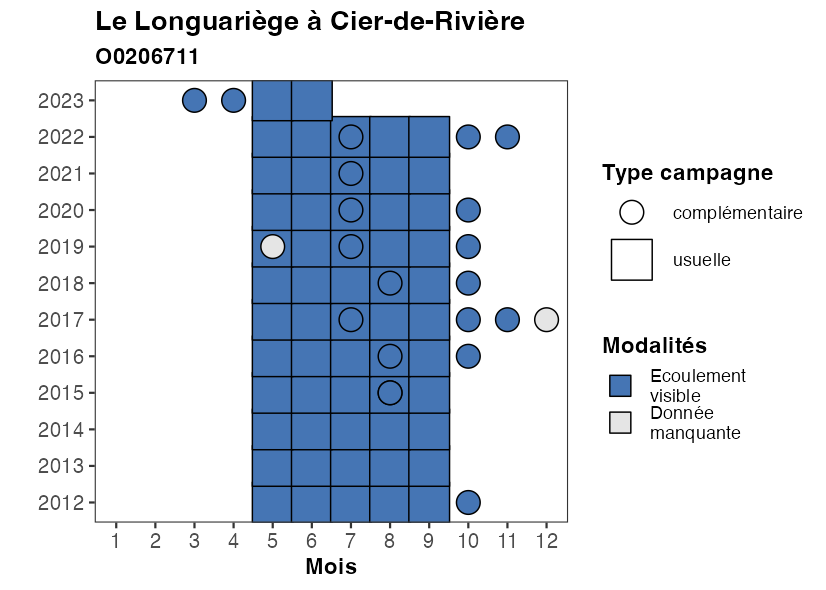 Le Longuariège à Cier-de-Rivière
O0206711
2023
2022
2021
2020
2019
2018
2017
2016
2015
2014
2013
2012
1 2 3 4 5 6 7 8 9 10 11 12
Mois
Type campagne
complémentaire
usuelle
Modalités
Ecoulement
visible
Donnée
manquante